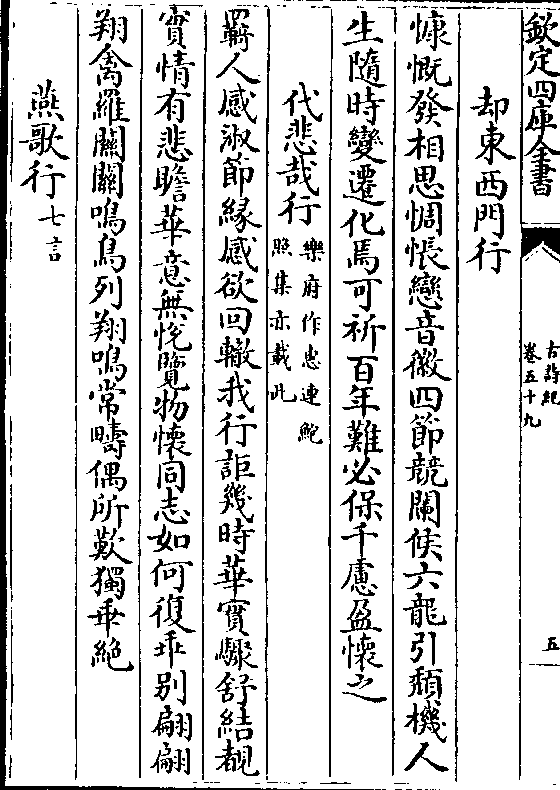 欽定四庫全書
古詩紀
卷五十九
五
却東西門行
慷慨發相思惆悵戀音徽四節競闌候六龍引頽機人
生隨時變遷化焉可祈百年難必保千慮盈懷之
代悲哉行 樂府作惠連鮑
照集亦載此
羇人感淑節緣感欲回轍我行詎幾時華實驟舒結覩
實情有悲瞻華意無悅覽物懷同志如何復乖别翩翩
翔禽羅關關鳴鳥列翔鳴常疇偶所歎獨乖絶
燕歌行 七言